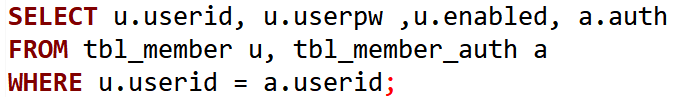 SELECT u.userid, u.userpw ,u.enabled, a.auth
FROM tbl_member u, tbl_member_auth a
WHERE u.userid = a.userid;